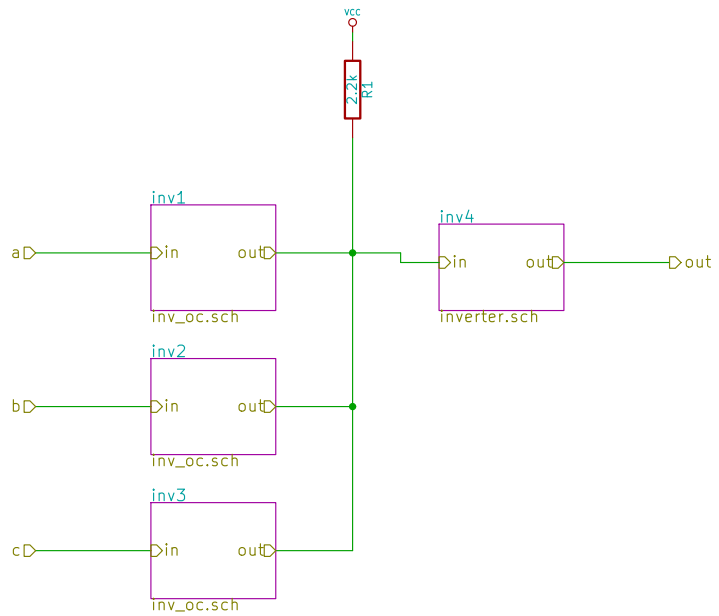 vcc
2.2k
R1
inv1
a
in
out
inv_oc.sch
inv4
in
out
out
inverter.sch
inv2
b
in
out
inv_oc.sch
inv3
c
in
out
inv_oc.sch